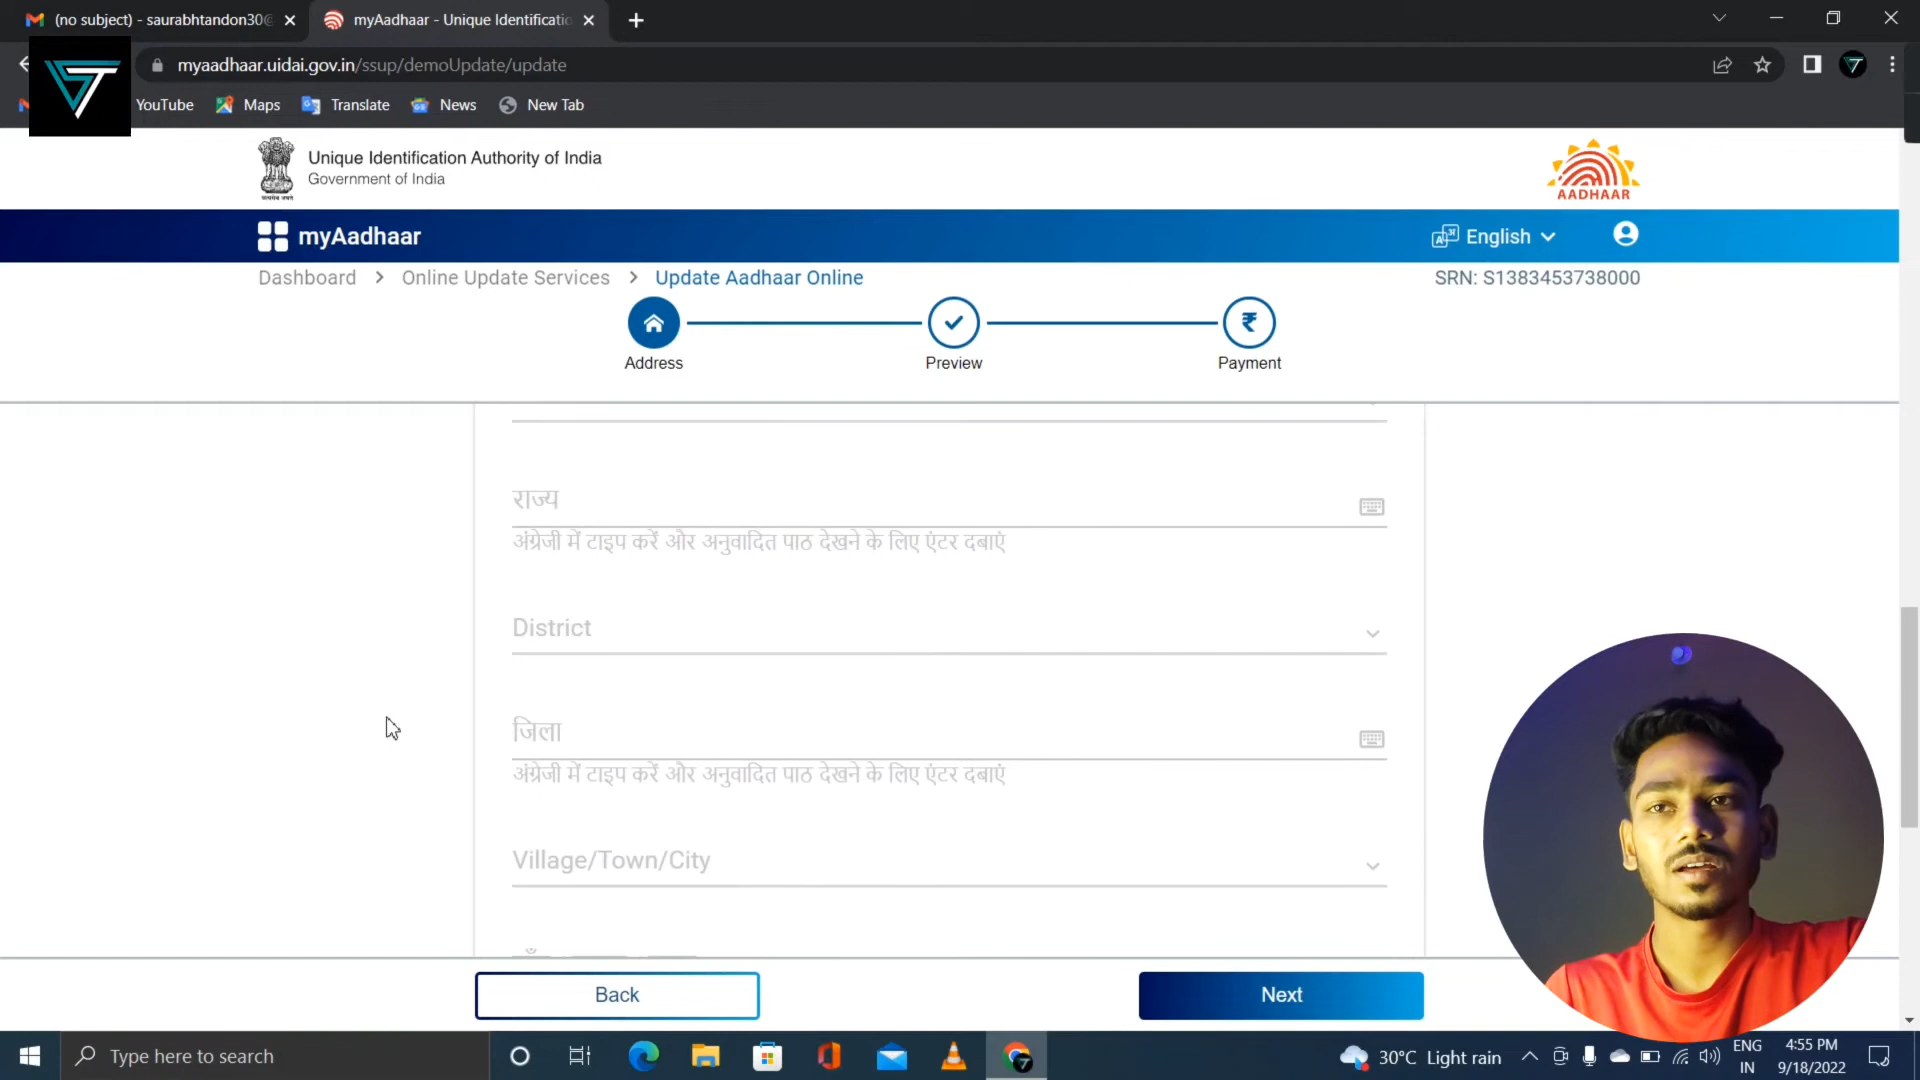 (no subject) - saurabhtandon30@
myAadhaar - Unique Identificatio
myaadhaar.uidai.gov.in/ssup/demoUpdate/update
YouTube
Maps
Translate
News
New Tab
Unique Identification Authority of India
Government of India
AADHAAR
myAadhaar
English
Dashboard > Online Update Services > Update Aadhaar Online
SRN: S1383453738000
Address
Preview
Payment
राज्य
अंग्रेजी में टाइप करें और अनुवादित पाठ देखने के लिए एंटर दबाएं
District
जिला
अंग्रेजी में टाइप करें और अनुवादित पाठ देखने के लिए एंटर दबाएं
Village/Town/City
Back
Next
Type here to search
30°C Light rain
ENG
IN
4:55 PM
9/18/2022